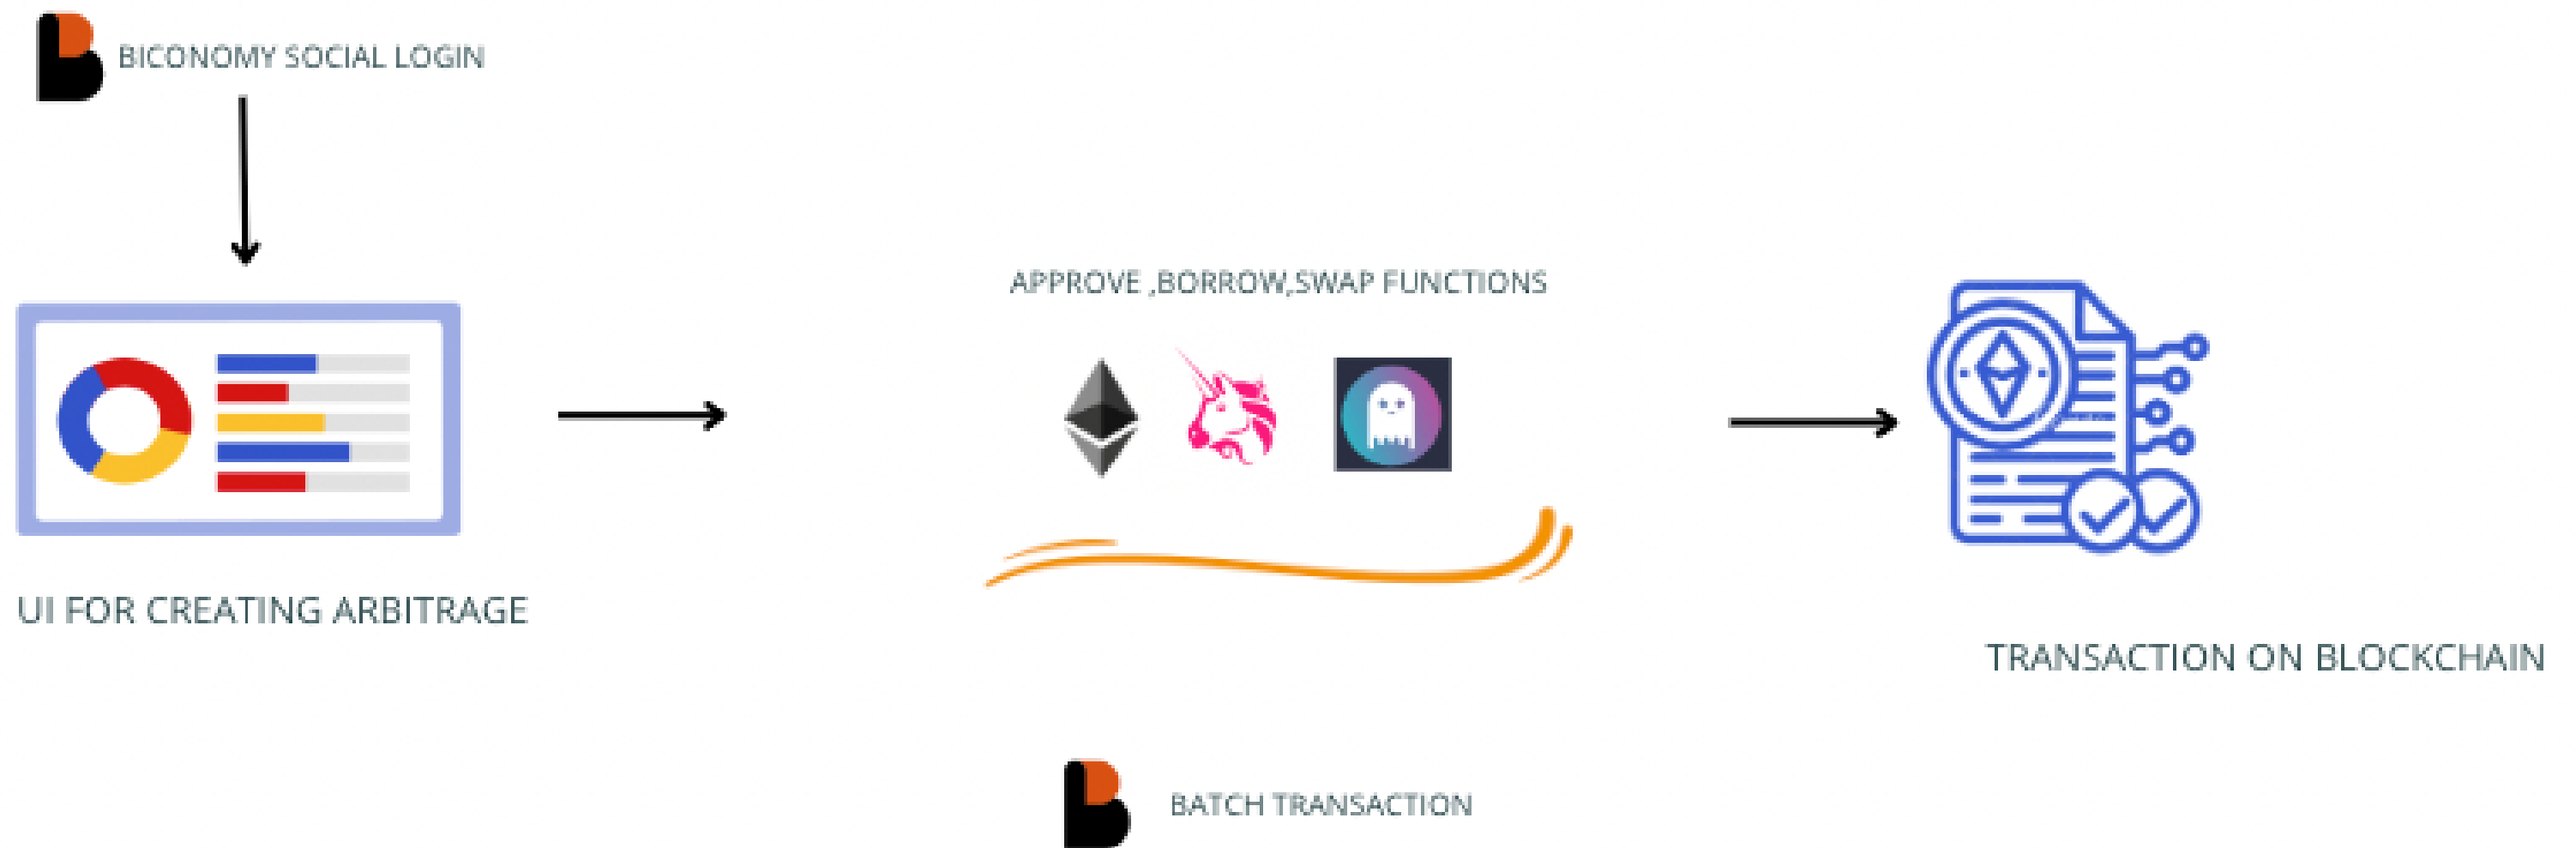 BICONOMY SOCIAL LOGIN
APPROVE ,BORROW,SWAP FUNCTIONS
UI FOR CREATING ARBITRAGE
TRANSACTION ON BLOCKCHAIN
BATCH TRANSACTION